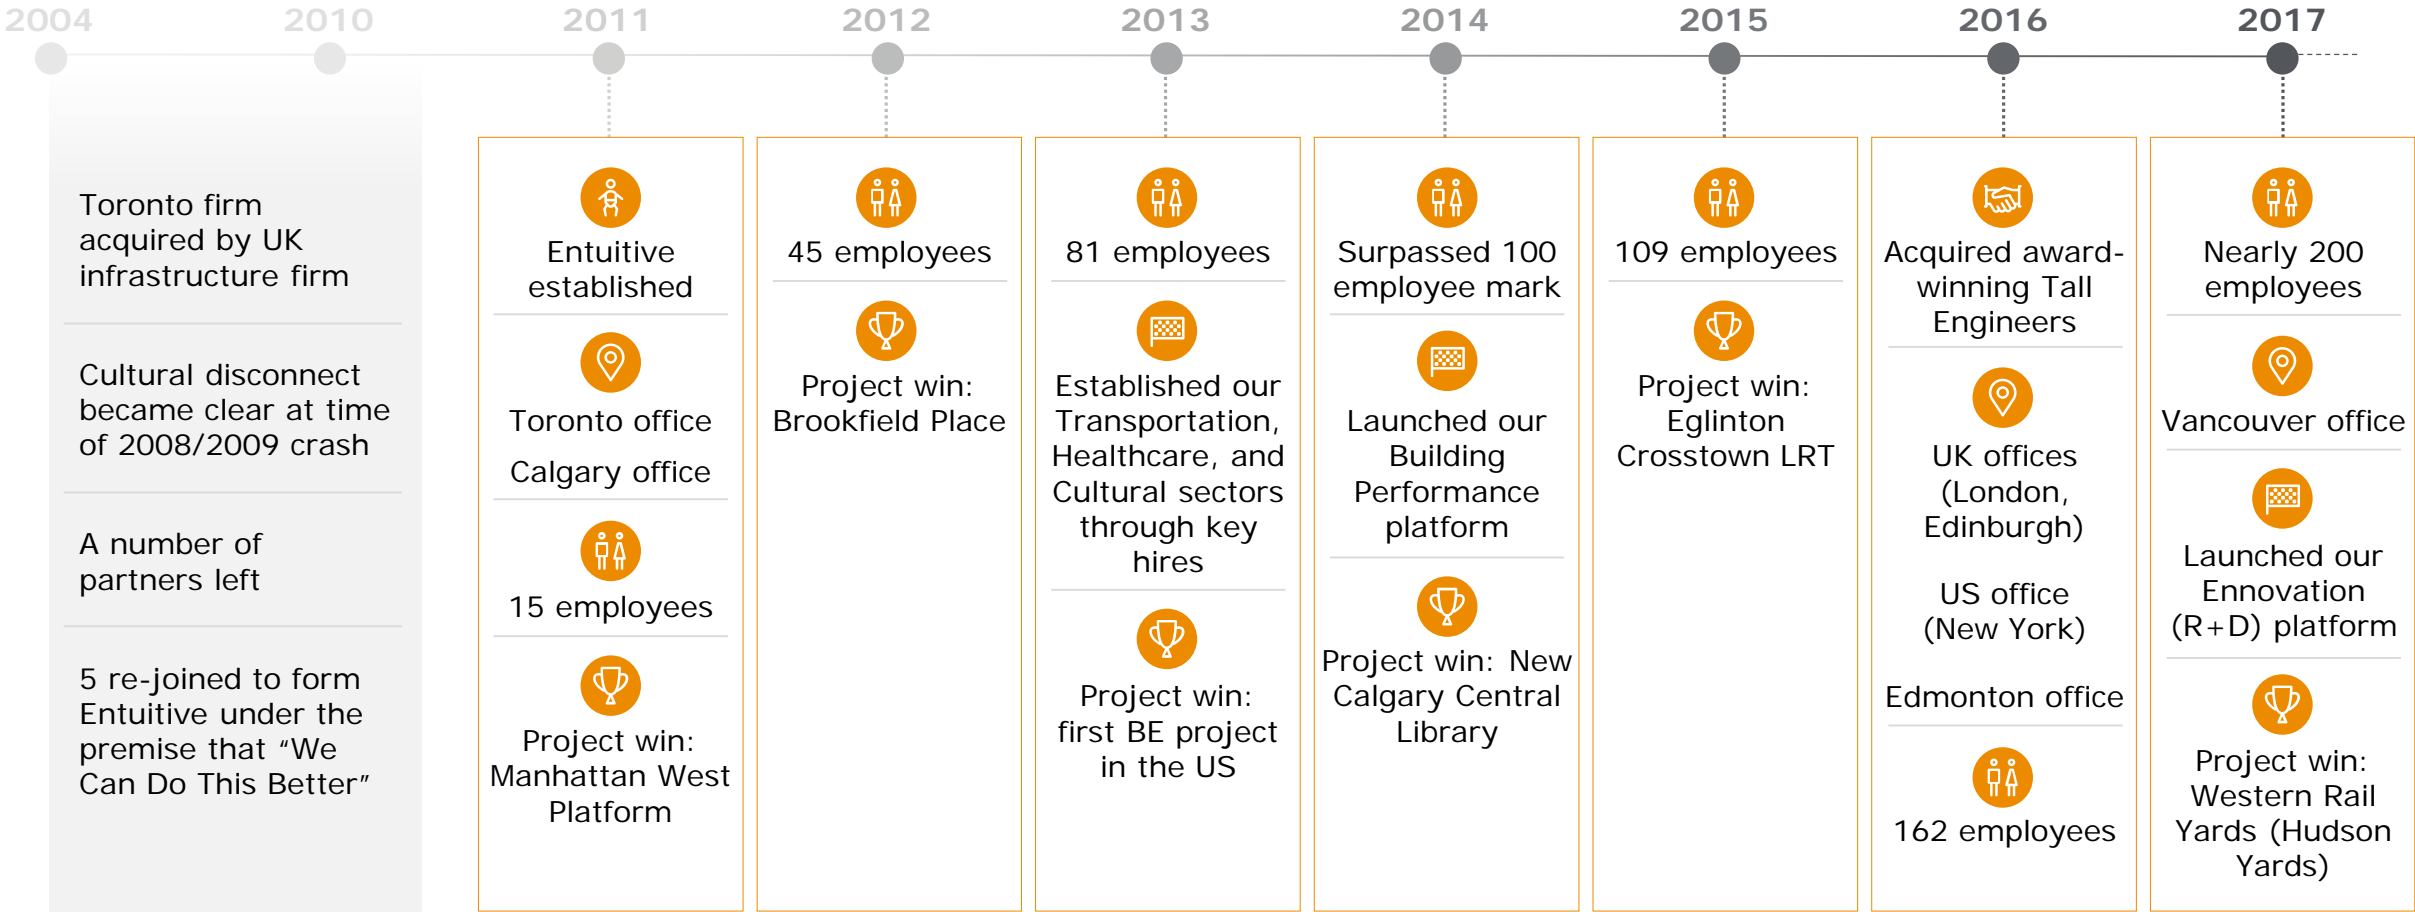 2004
2010
2011
2012
2013
2014
2015
2016
2017
Toronto firm
acquired by UK
infrastructure firm
Cultural disconnect
became clear at time
of 2008/2009 crash
A number of
partners left
5 re-joined to form
Entuitive under the
premise that “We
Can Do This Better”
Entuitive
established
Toronto office
Calgary office
15 employees
Project win:
Manhattan West
Platform
45 employees
Project win:
Brookfield Place
81 employees
Established our
Transportation,
Healthcare, and
Cultural sectors
through key
hires
Project win:
first BE project
in the US
Surpassed 100
employee mark
Launched our
Building
Performance
platform
Project win: New
Calgary Central
Library
109 employees
Project win:
Eglinton
Crosstown LRT
Acquired award-
winning Tall
Engineers
UK offices
(London,
Edinburgh)
US office
(New York)
Edmonton office
162 employees
Nearly 200
employees
Vancouver office
Launched our
Ennovation
(R+D) platform
Project win:
Western Rail
Yards (Hudson
Yards)